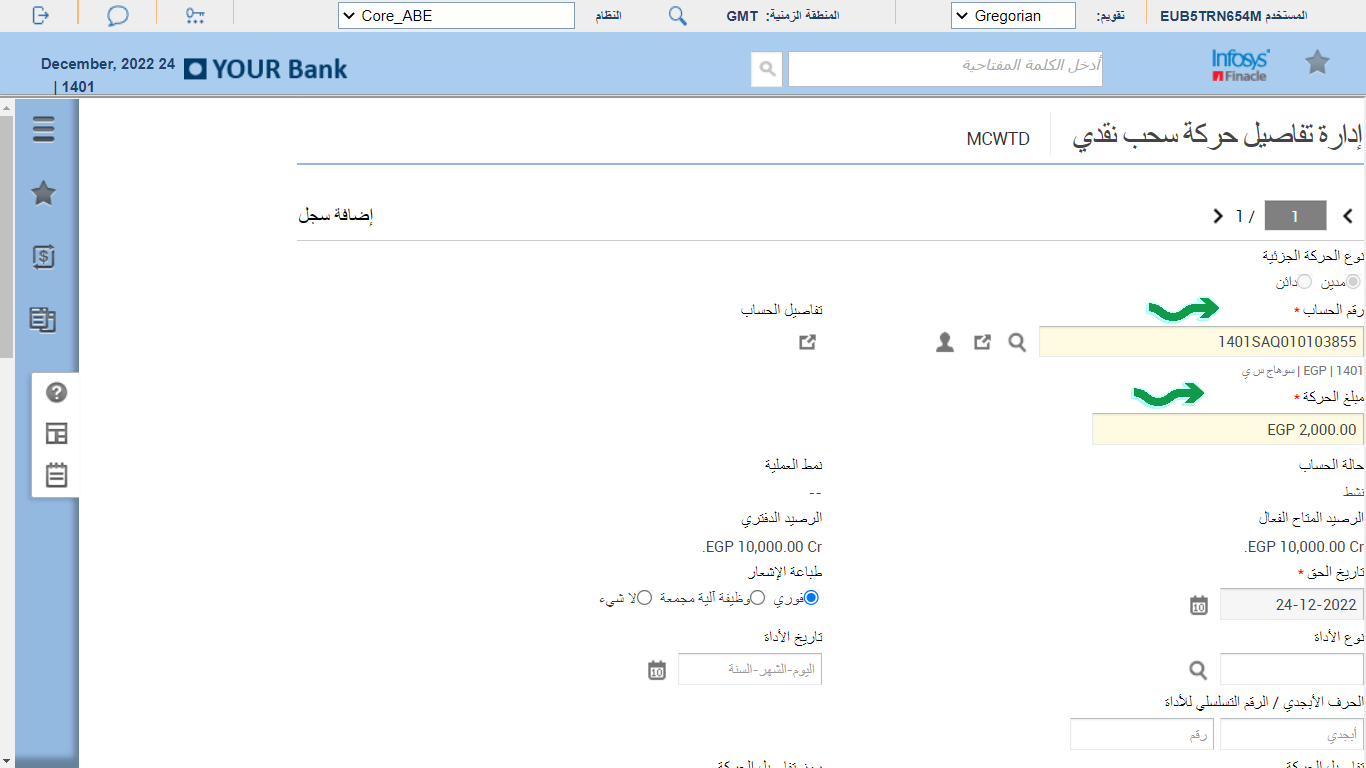 المستخدم EUB5TRN654M تقويم: Gregorian المنطقة الزمنية: GMT النظام Core_ABE
Infosys Finacle أدخل الكلمة المفتاحية YOUR Bank December, 2022 24
| 1401
إدارة تفاصيل حركة سحب نقدي MCWTD
1 / 1 إضافة سجل
نوع الحركة الجزئية
مدين دائن
رقم الحساب * تفاصيل الحساب
1401SAQ010103855
1401 | EGP | سوهاج س ي
مبلغ الحركة *
EGP 2,000.00
حالة الحساب نمط العملية
نشط --
الرصيد المتاح الفعال الرصيد الدفتري
EGP 10,000.00 Cr. EGP 10,000.00 Cr.
تاريخ الحق * طباعة الإشعار
24-12-2022 فوري وظيفة آلية مجمعة لا شيء
نوع الأداة تاريخ الأداة
اليوم-الشهر-السنة
الحرف الأبجدي / الرقم التسلسلي للأداة
أبجدي رقم
تفاصيل الحركة رمز تفاصيل الحركة